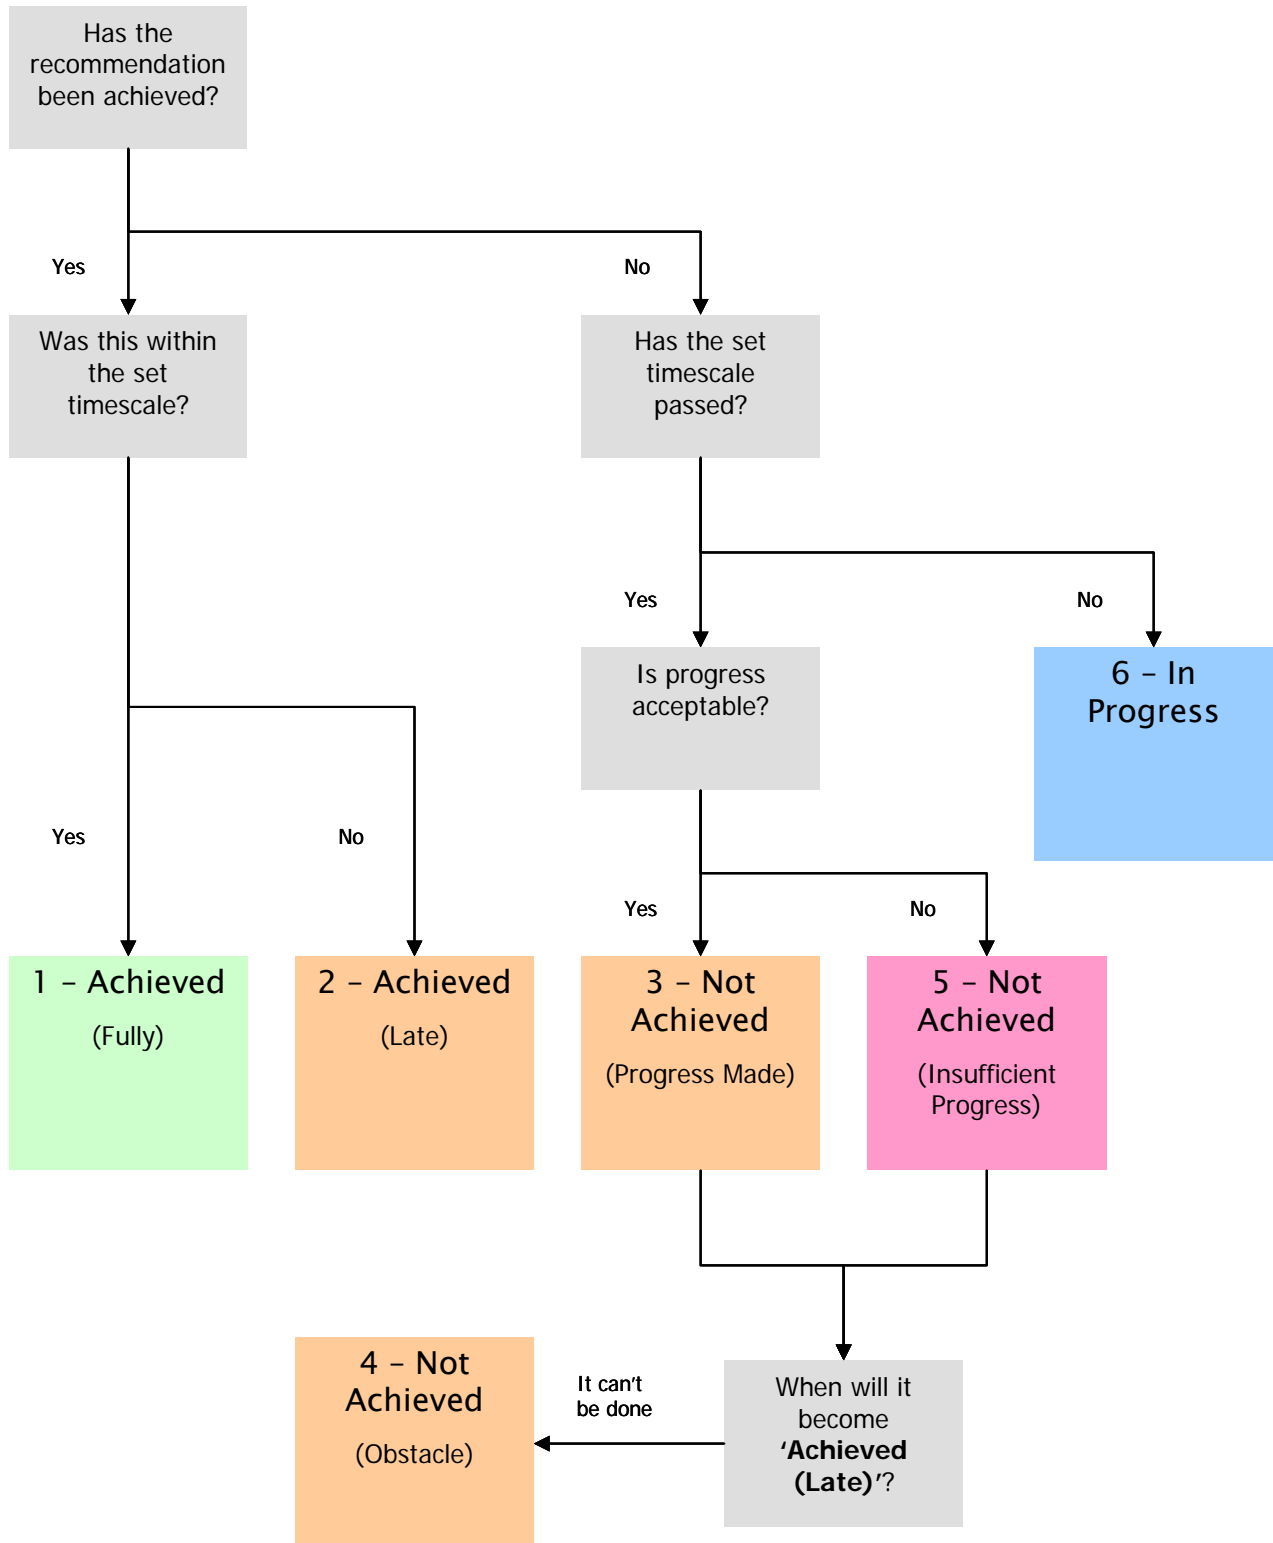 Has the
recommendation
been achieved?
Yes
No
Was this within
the set
timescale?
Has the set
timescale
passed?
Yes
No
Is progress
acceptable?
6 – In
Progress
Yes
No
Yes
No
1 – Achieved
(Fully)
2 – Achieved
(Late)
3 – Not
Achieved
(Progress Made)
5 – Not
Achieved
(Insufficient
Progress)
4 – Not
Achieved
(Obstacle)
It can't
be done
When will it
become
‘Achieved
(Late)’?